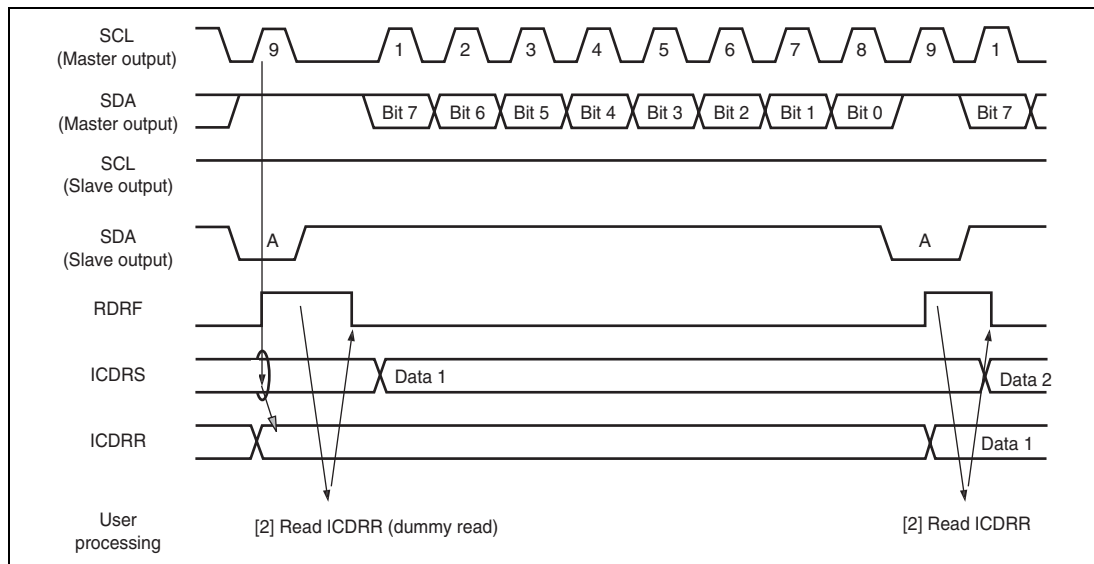 SCL
(Master output)
9 1 2 3 4 5 6 7 8 9 1
SDA
(Master output)
Bit 7 Bit 6 Bit 5 Bit 4 Bit 3 Bit 2 Bit 1 Bit 0 Bit 7
SCL
(Slave output)
SDA
(Slave output)
A A
RDRF
ICDRS
Data 1 Data 2
ICDRR
Data 1
User
processing
[2] Read ICDRR (dummy read) [2] Read ICDRR